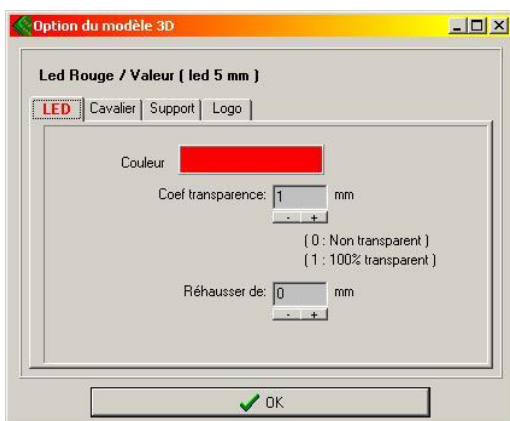 Option du modèle 3D
Led Rouge / Valeur ( led 5 mm )
LED Cavalier Support Logo
Couleur
Coef transparence: 1 mm
- +
( 0 : Non transparent )
( 1 : 100% transparent )
Réhausser de: 0 mm
- +
OK